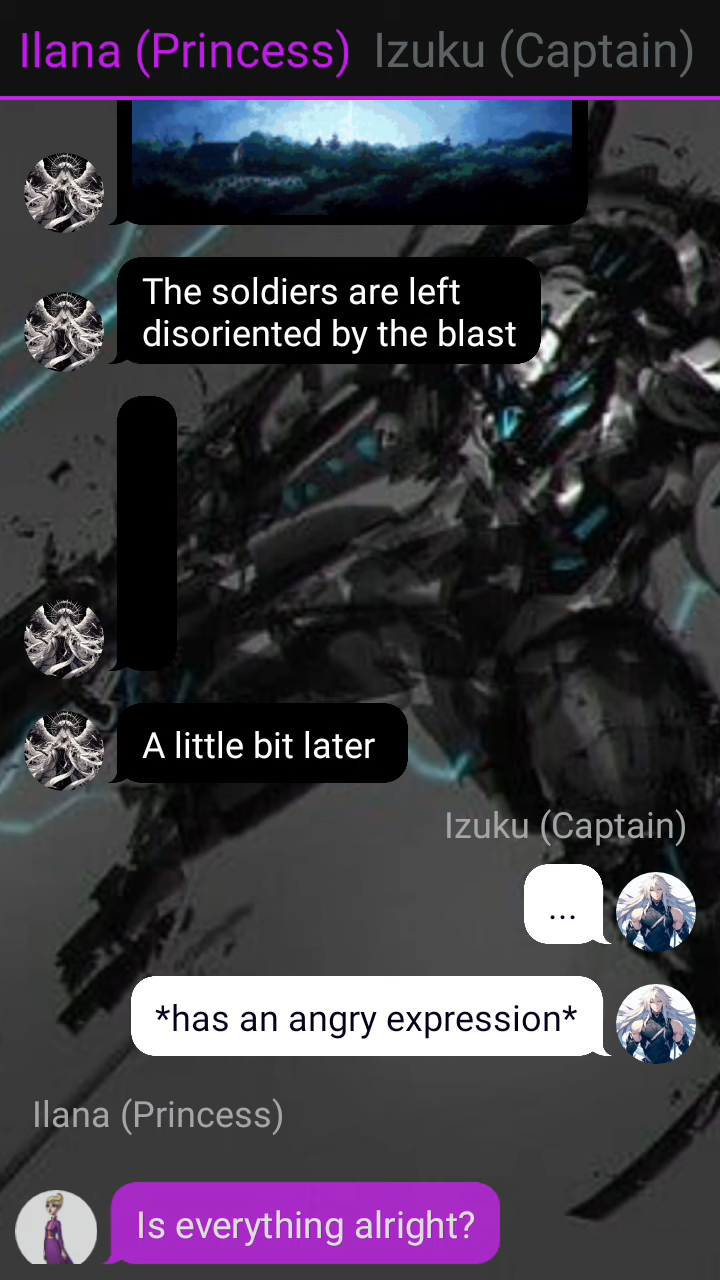 Ilana (Princess) Izuku (Captain)
The soldiers are left
disoriented by the blast
A little bit later
Izuku (Captain)
...
*has an angry expression*
Ilana (Princess)
Is everything alright?